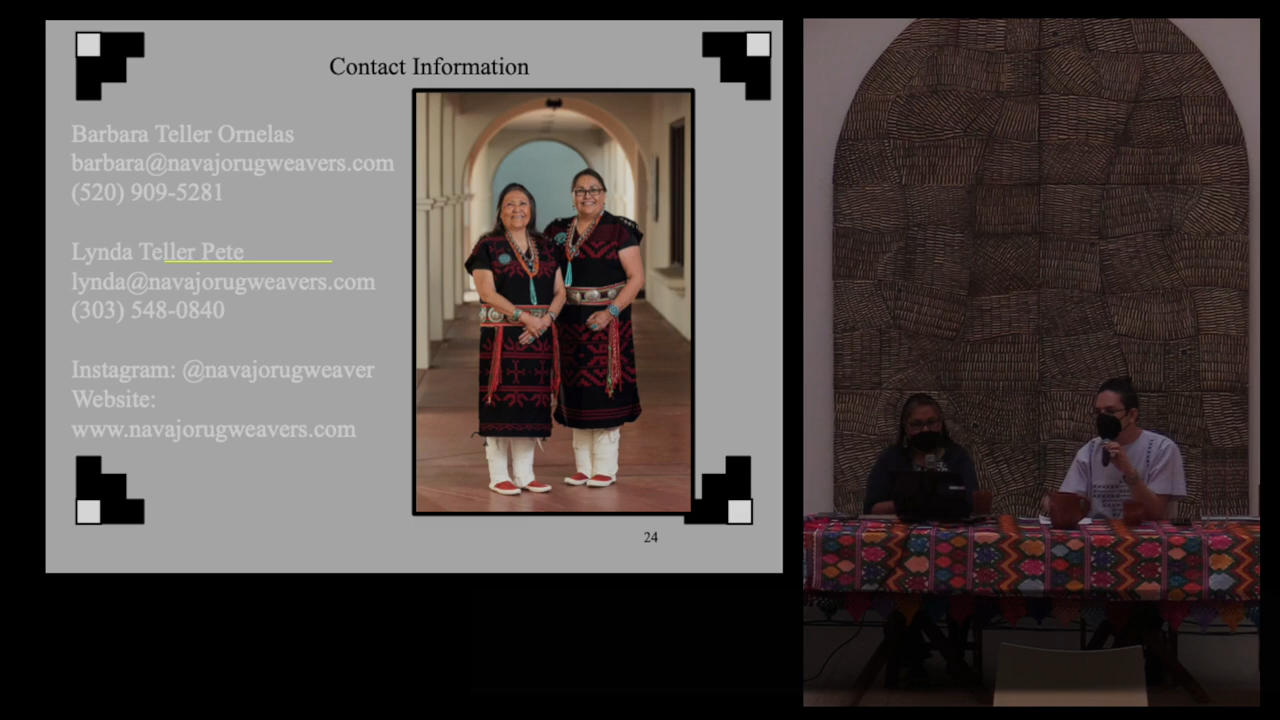 Contact Information
Barbara Teller Ornelas
barbara@navajorugweavers.com
(520) 909-5281
Lynda Teller Pete
lynda@navajorugweavers.com
(303) 548-0840
Instagram: @navajorugweaver
Website:
www.navajorugweavers.com
24